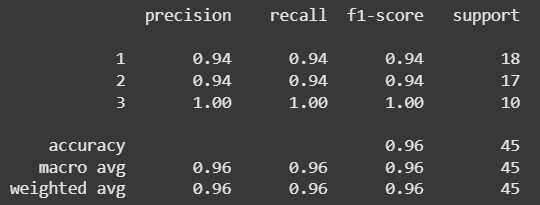 precision recall f1-score support
1 0.94 0.94 0.94 18
2 0.94 0.94 0.94 17
3 1.00 1.00 1.00 10
accuracy 0.96 45
macro avg 0.96 0.96 0.96 45
weighted avg 0.96 0.96 0.96 45